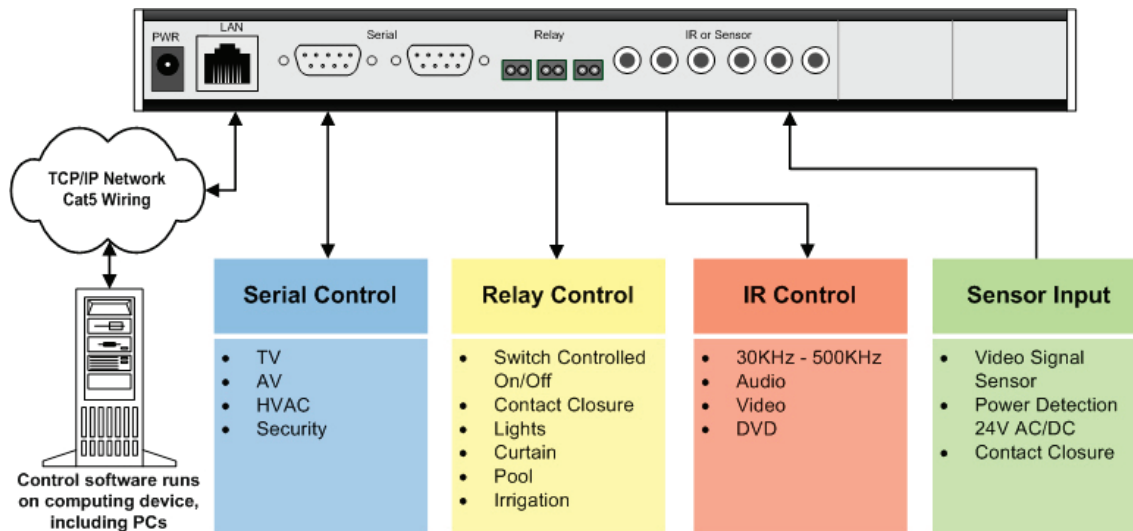 PWR
LAN
Serial
Relay
IR or Sensor
TCP/IP Network
Cat5 Wiring
Control software runs
on computing device,
including PCs
Serial Control
• TV
• AV
• HVAC
• Security
Relay Control
• Switch Controlled
On/Off
• Contact Closure
• Lights
• Curtain
• Pool
• Irrigation
IR Control
• 30KHz - 500KHz
• Audio
• Video
• DVD
Sensor Input
• Video Signal
Sensor
• Power Detection
24V AC/DC
• Contact Closure